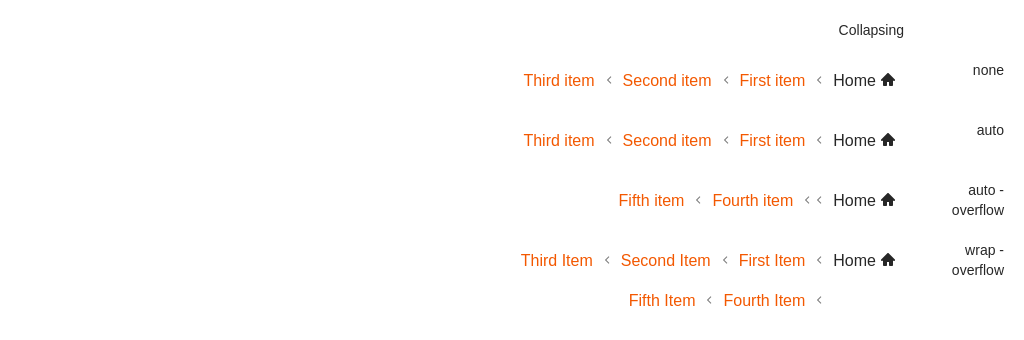 Collapsing
none
Third item ‹ Second item ‹ First item ‹ Home
auto
Third item ‹ Second item ‹ First item ‹ Home
auto -
overflow
Fifth item ‹ Fourth item ‹ ‹ Home
wrap -
overflow
Third Item ‹ Second Item ‹ First Item ‹ Home
Fifth Item ‹ Fourth Item ‹